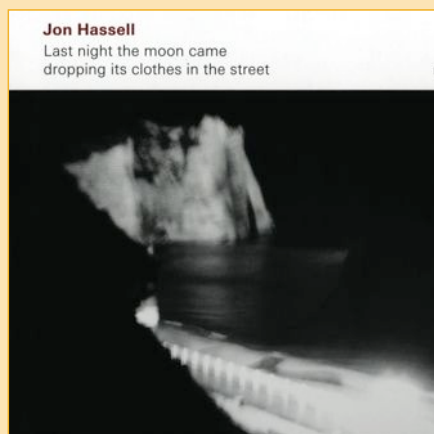 Jon Hassell
Last night the moon came
dropping its clothes in the street